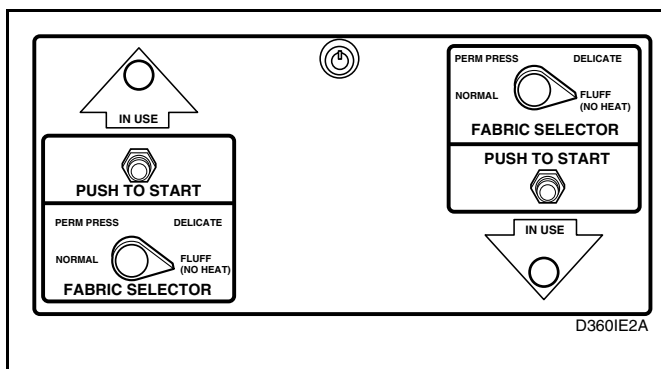 IN USE
PUSH TO START
PERM PRESS DELICATE
NORMAL FLUFF
(NO HEAT)
FABRIC SELECTOR
PERM PRESS DELICATE
NORMAL FLUFF
(NO HEAT)
FABRIC SELECTOR
PUSH TO START
IN USE
D360IE2A